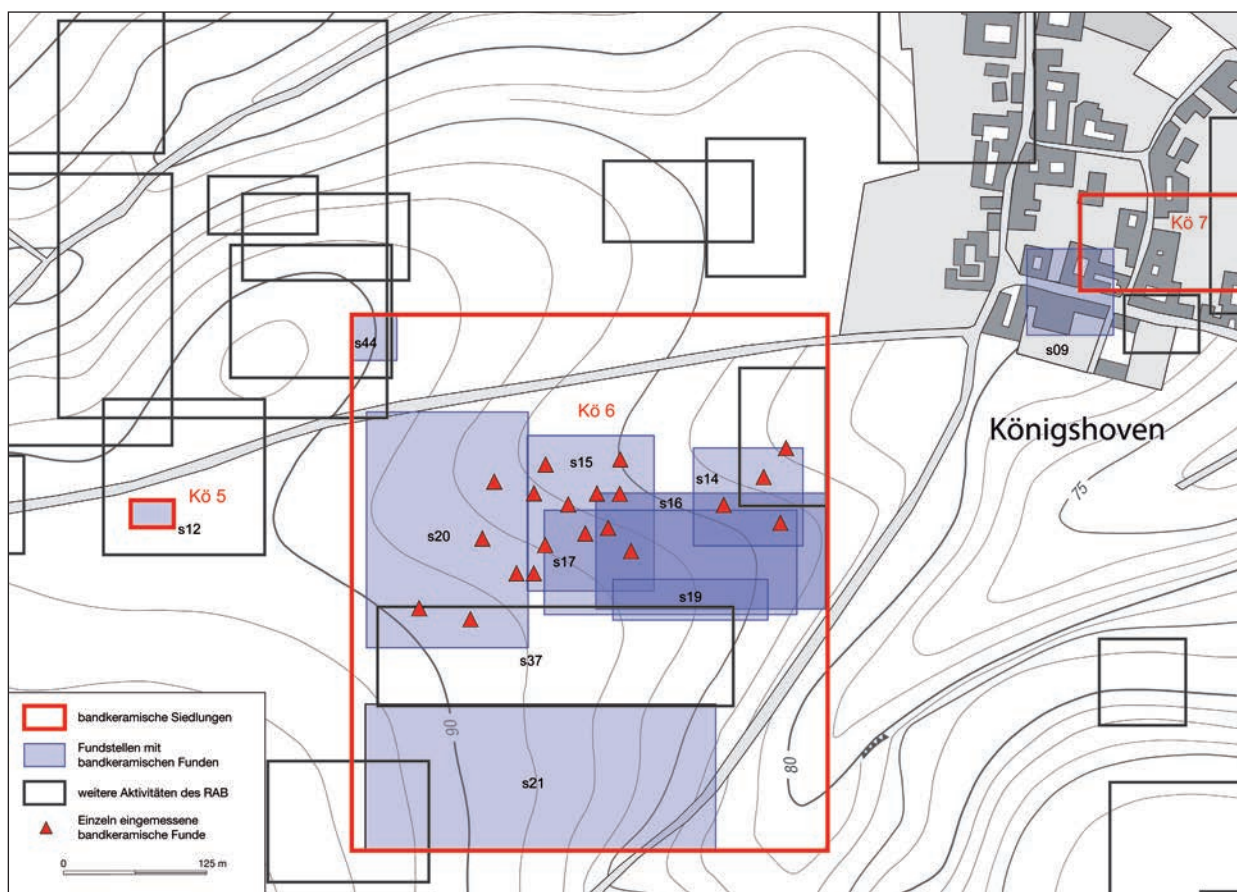 Kö 7
s44
s09
Kö 6
Königshoven
s15
s14
Kö 5
s16
75
s12
s20
s17
s19
s37
90
80
s21
bandkeramische Siedlungen
Fundstellen mit
bandkeramischen Funden
weitere Aktivitäten des RAB
Einzeln eingemessene
bandkeramische Funde
0 125 m